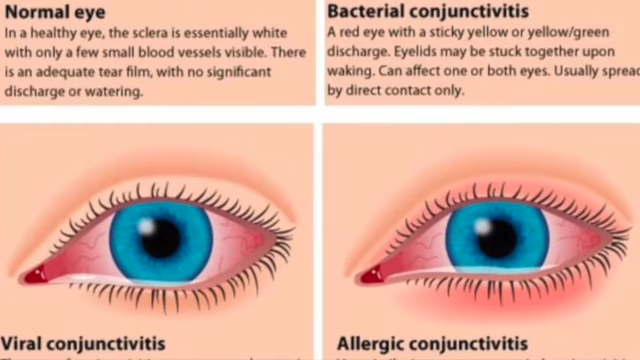 Normal eye
In a healthy eye, the sclera is essentially white
with only a few small blood vessels visible. There
is an adequate tear film, with no significant
discharge or watering.
Bacterial conjunctivitis
A red eye with a sticky yellow or yellow/green
discharge. Eyelids may be stuck together upon
waking. Can affect one or both eyes. Usually spread
by direct contact only.
Viral conjunctivitis
Allergic conjunctivitis